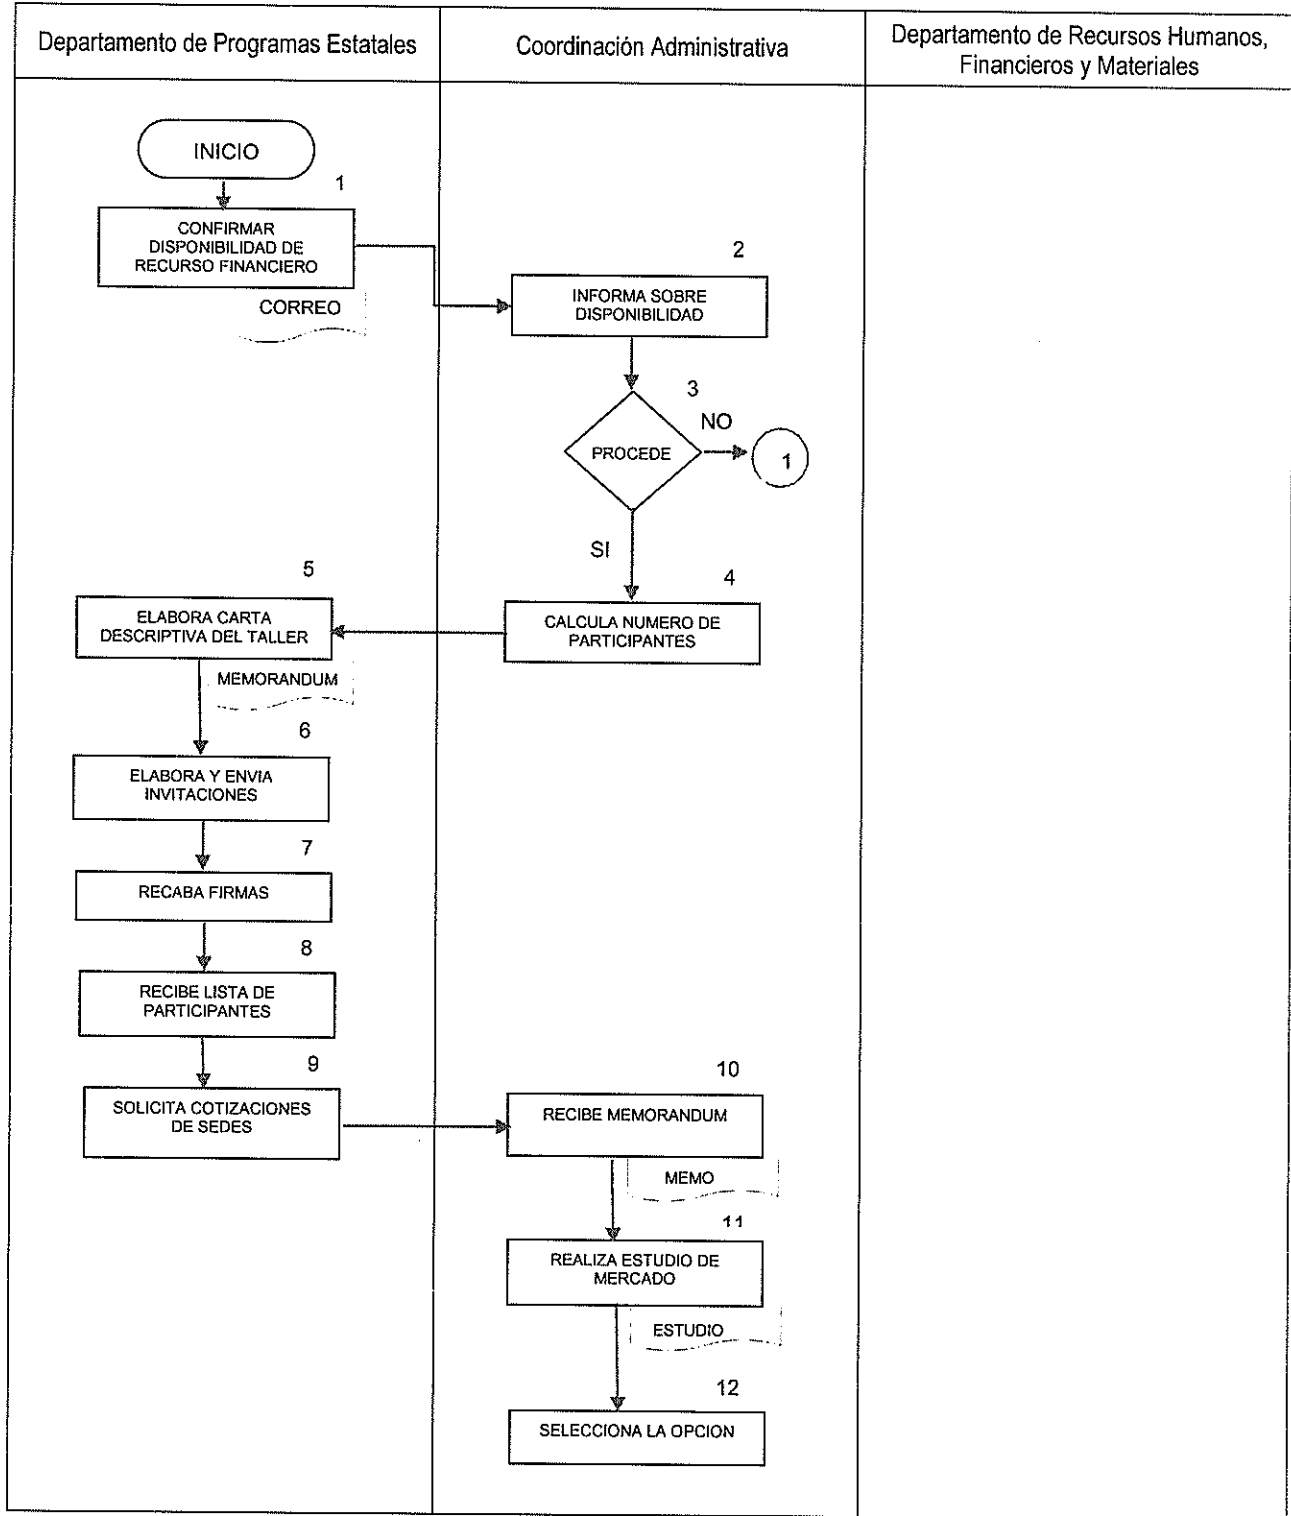 Departamento de Programas Estatales
Coordinación Administrativa
Departamento de Recursos Humanos,
Financieros y Materiales
INICIO
1
CONFIRMAR
DISPONIBILIDAD DE
RECURSO FINANCIERO
CORREO
2
INFORMA SOBRE
DISPONIBILIDAD
3
NO
PROCEDE
1
SI
4
CALCULA NUMERO DE
PARTICIPANTES
5
ELABORA CARTA
DESCRIPTIVA DEL TALLER
MEMORANDUM
6
ELABORA Y ENVIA
INVITACIONES
7
RECABA FIRMAS
8
RECIBE LISTA DE
PARTICIPANTES
9
SOLICITA COTIZACIONES
DE SEDES
10
RECIBE MEMORANDUM
MEMO
11
REALIZA ESTUDIO DE
MERCADO
ESTUDIO
12
SELECCIONA LA OPCION